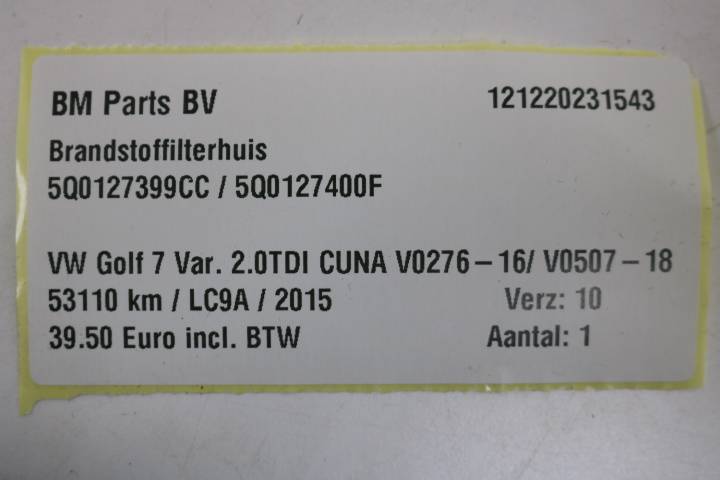 BM Parts BV 121220231543
Brandstoffilterhuis
5Q0127399CC / 5Q0127400F
VW Golf 7 Var. 2.0TDI CUNA V0276-16/ V0507-18
53110 km / LC9A / 2015 Verz: 10
39.50 Euro incl. BTW Aantal: 1